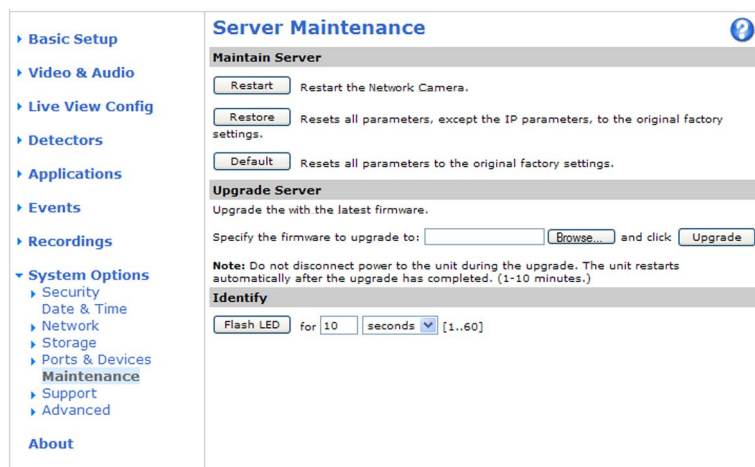 Basic Setup
Video & Audio
Live View Config
Detectors
Applications
Events
Recordings
System Options
Security
Date & Time
Network
Storage
Ports & Devices
Maintenance
Support
Advanced
About
Server Maintenance
?
Maintain Server
Restart Restart the Network Camera.
Restore Resets all parameters, except the IP parameters, to the original factory
settings.
Default Resets all parameters to the original factory settings.
Upgrade Server
Upgrade the with the latest firmware.
Specify the firmware to upgrade to: Browse... and click Upgrade
Note: Do not disconnect power to the unit during the upgrade. The unit restarts
automatically after the upgrade has completed. (1-10 minutes.)
Identify
Flash LED for 10 seconds [1..60]